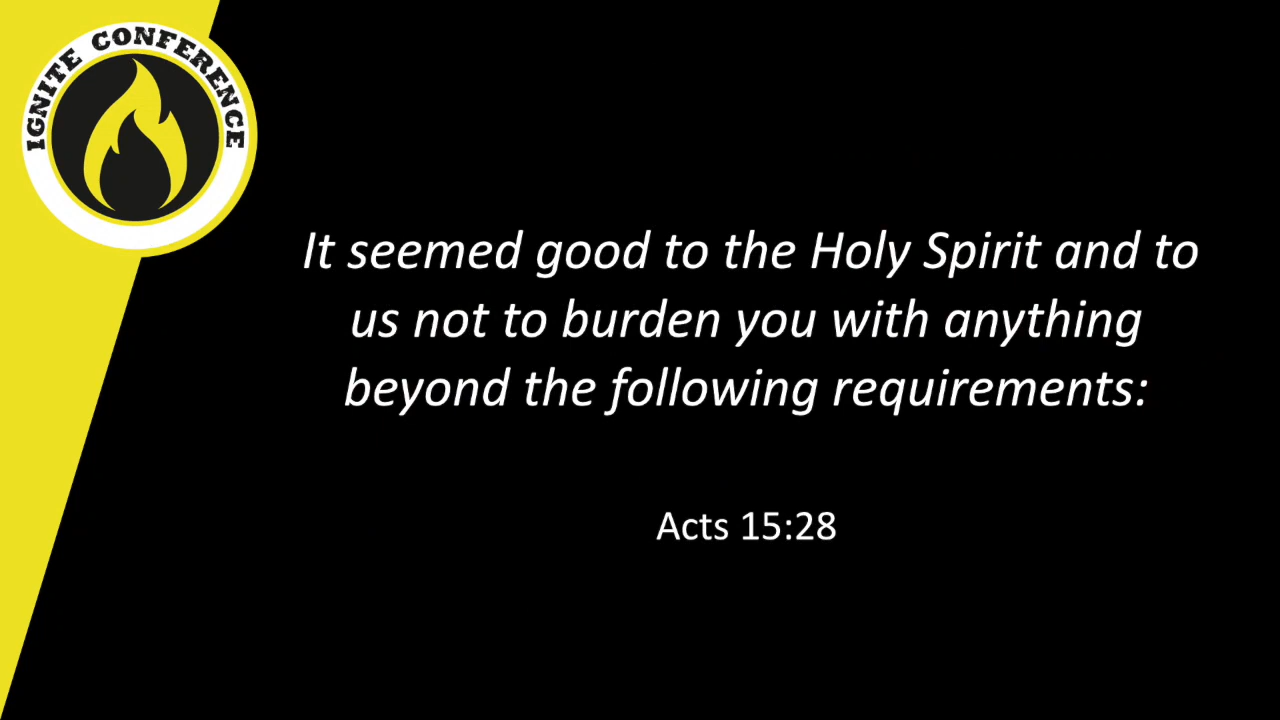 IGNITE CONFERENCE
It seemed good to the Holy Spirit and to
us not to burden you with anything
beyond the following requirements:
Acts 15:28